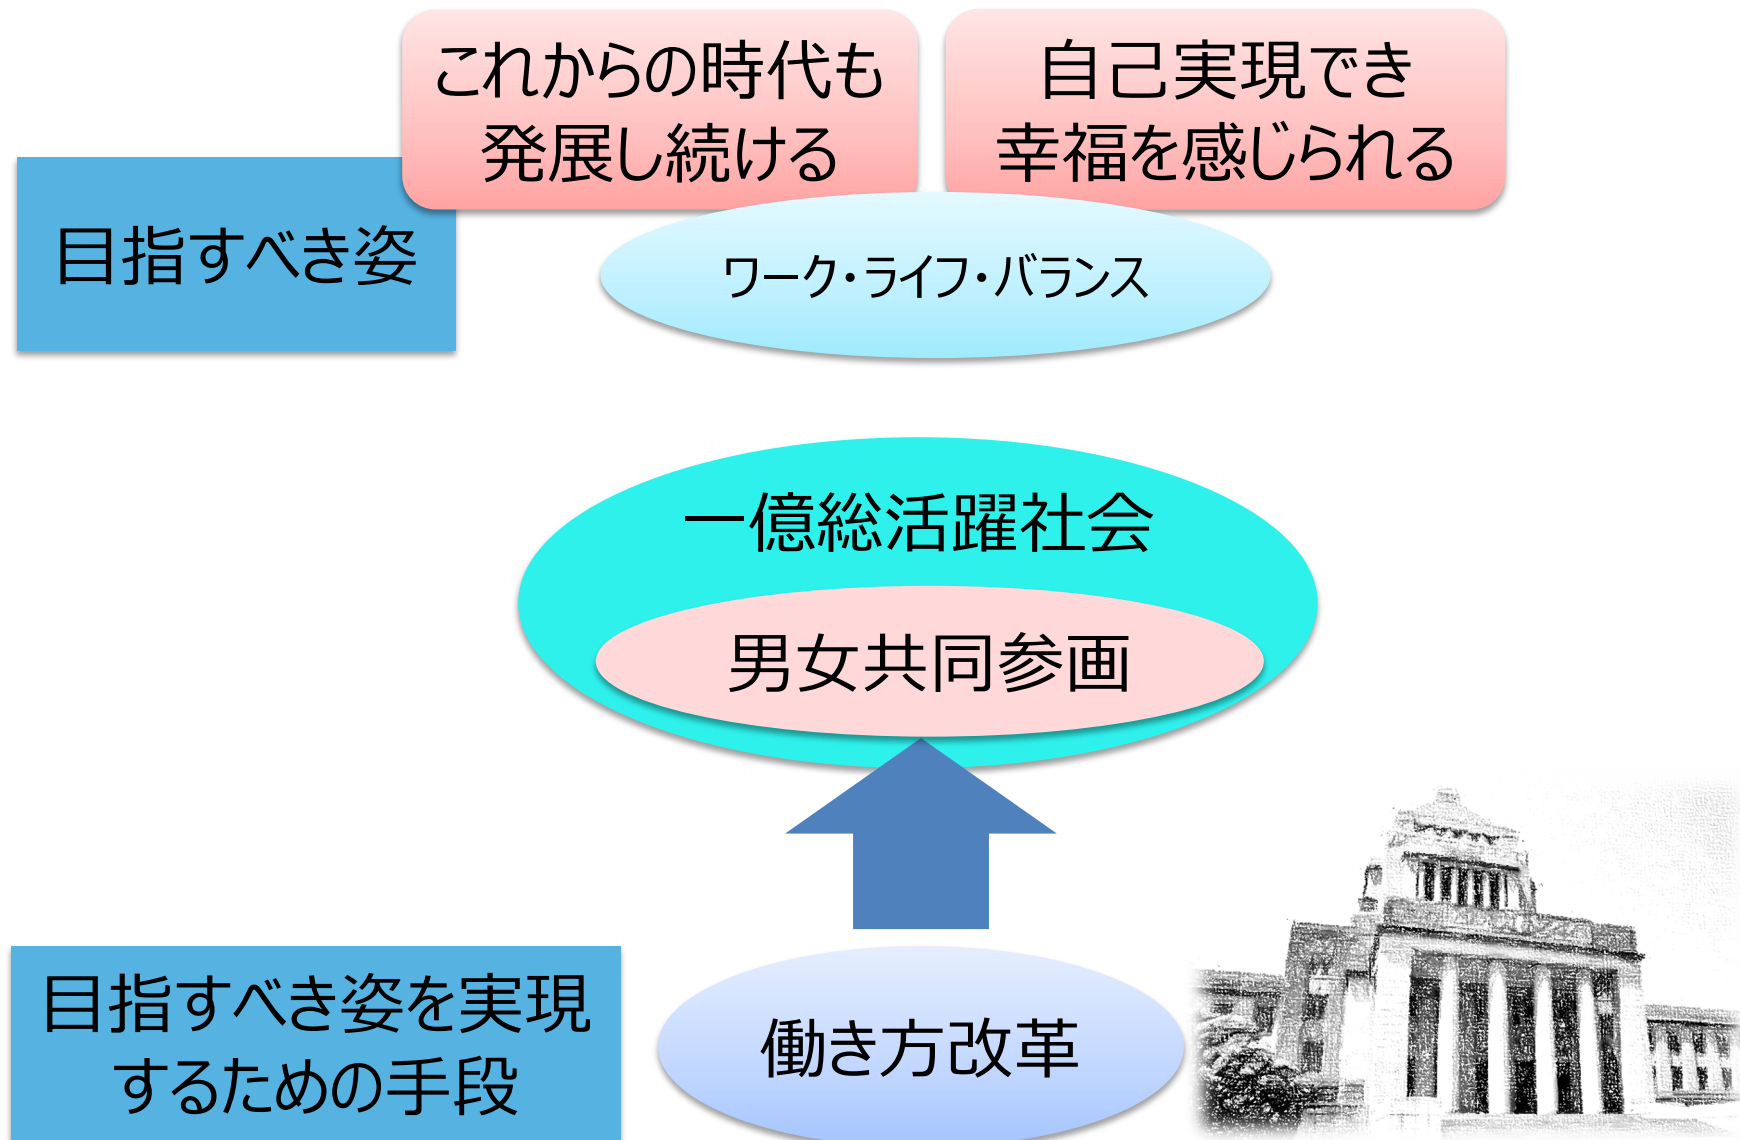 これからの時代も
発展し続ける
自己実現でき
幸福を感じられる
目指すべき姿
ワーク・ライフ・バランス
一億総活躍社会
男女共同参画
目指すべき姿を実現
するための手段
働き方改革